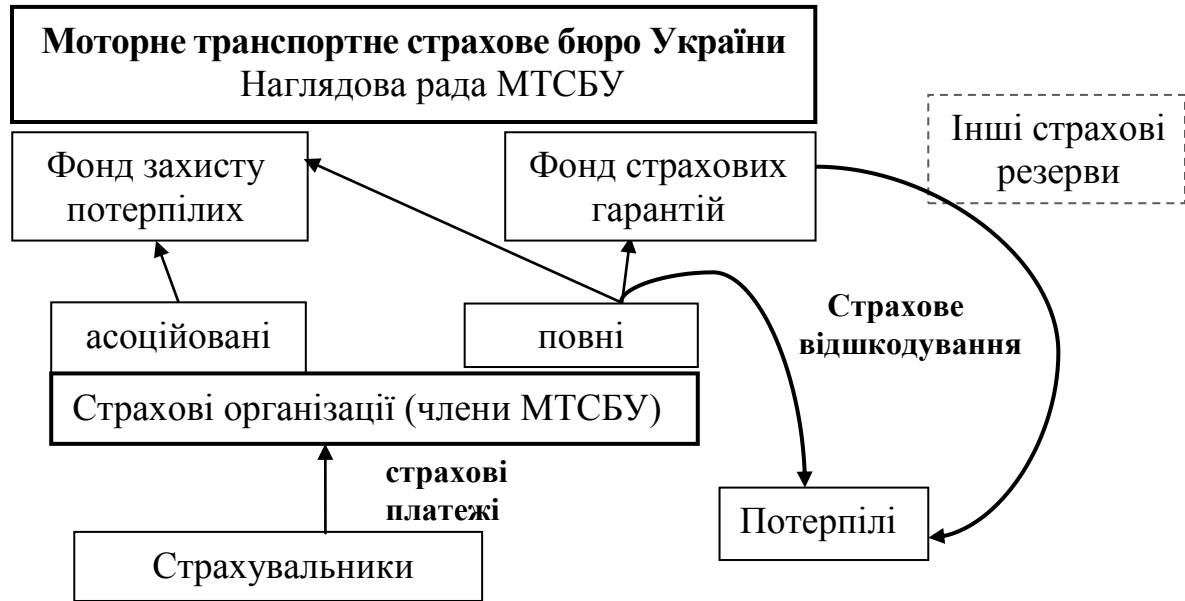 Моторне транспортне страхове бюро України
Наглядова рада МТСБУ
Фонд захисту
потерпілих
Фонд страхових
гарантій
Інші страхові
резерви
асоційовані
повні
Страхове
відшкодування
Страхові організації (члени МТСБУ)
страхові
платежі
Потерпілі
Страхувальники